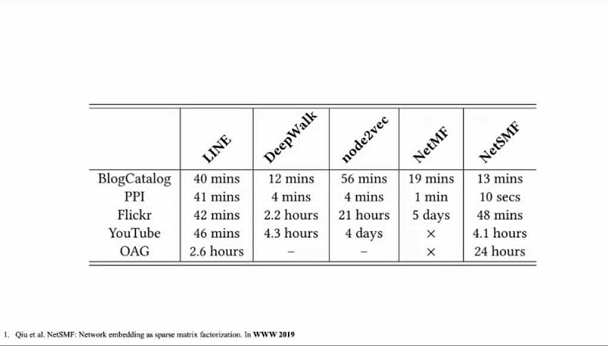 LINE DeepWalk node2vec NetMF NetSMF
BlogCatalog 40 mins 12 mins 56 mins 19 mins 13 mins
PPI 41 mins 4 mins 4 mins 1 min 10 secs
Flickr 42 mins 2.2 hours 21 hours 5 days 48 mins
YouTube 46 mins 4.3 hours 4 days × 4.1 hours
OAG 2.6 hours – – × 24 hours
1. Qiu et al. NetSMF: Network embedding as sparse matrix factorization. In WWW 2019